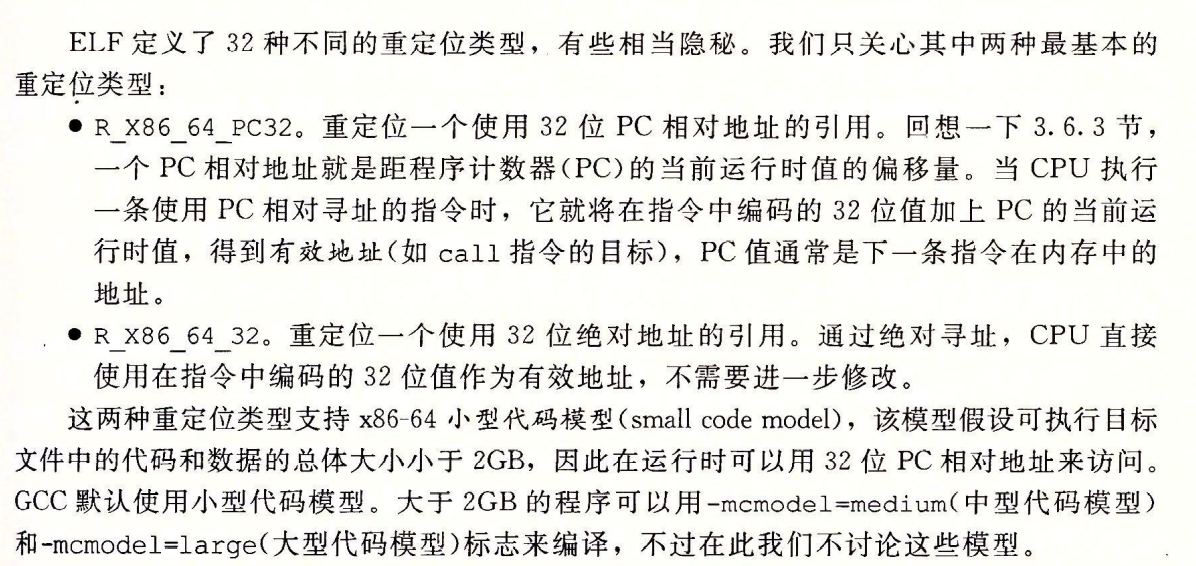 ELF 定义了 32 种不同的重定位类型，有些相当隐秘。我们只关心其中两种最基本的
重定位类型：
● R_X86_64_PC32。重定位一个使用 32 位 PC 相对地址的引用。回想一下 3.6.3 节，
一个 PC 相对地址就是距程序计数器(PC)的当前运行时值的偏移量。当 CPU 执行
一条使用 PC 相对寻址的指令时，它就将在指令中编码的 32 位值加上 PC 的当前运
行时值，得到有效地址(如 call 指令的目标)，PC 值通常是下一条指令在内存中的
地址。
● R_X86_64_32。重定位一个使用 32 位绝对地址的引用。通过绝对寻址，CPU 直接
使用在指令中编码的 32 位值作为有效地址，不需要进一步修改。
这两种重定位类型支持 x86-64 小型代码模型(small code model)，该模型假设可执行目标
文件中的代码和数据的总体大小小于 2GB，因此在运行时可以用 32 位 PC 相对地址来访问。
GCC 默认使用小型代码模型。大于 2GB 的程序可以用-mcmodel=medium(中型代码模型)
和-mcmodel=large(大型代码模型)标志来编译，不过在此我们不讨论这些模型。